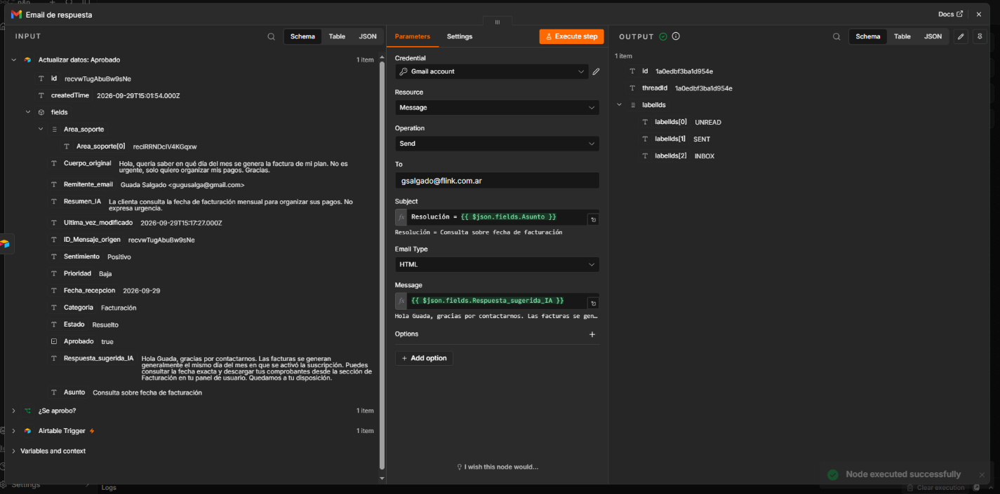 n8n
Email de respuesta
Docs
INPUT
Schema
Table
JSON
Actualizar datos: Aprobado
1 item
id
recvwTugAbuBw9sNe
createdTime
2026-09-29T15:01:54.000Z
fields
Area_soporte
Area_soporte[0]
reciRRNDcIV4KGqxw
Cuerpo_original
Hola, quería saber en qué día del mes se genera la factura de mi plan. No es
urgente, solo quiero organizar mis pagos. Gracias.
Remitente_email
Guada Salgado <gugusalga@gmail.com>
Resumen_IA
La clienta consulta la fecha de facturación mensual para organizar sus pagos. No
expresa urgencia.
Ultima_vez_modificado
2026-09-29T15:17:27.000Z
ID_Mensaje_origen
recvwTugAbuBw9sNe
Sentimiento
Positivo
Prioridad
Baja
Fecha_recepcion
2026-09-29
Categoria
Facturación
Estado
Resuelto
Aprobado
true
Respuesta_sugerida_IA
Hola Guada, gracias por contactarnos. Las facturas se generan
generalmente el mismo día del mes en que se activó la suscripción. Puedes
consultar la fecha exacta y descargar tus comprobantes desde la sección de
Facturación en tu panel de usuario. Quedamos a tu disposición.
Asunto
Consulta sobre fecha de facturación
¿Se aprobo?
1 item
Airtable Trigger
1 item
Variables and context
Parameters
Settings
Execute step
Credential
Gmail account
Resource
Message
Operation
Send
To
gsalgado@flink.com.ar
Subject
fx
Resolución = {{ $json.fields.Asunto }}
Resolución = Consulta sobre fecha de facturación
Email Type
HTML
Message
fx
{{ $json.fields.Respuesta_sugerida_IA }}
Hola Guada, gracias por contactarnos. Las facturas se gen…
Options
Add option
I wish this node would...
OUTPUT
Schema
Table
JSON
1 item
id
1a0edbf3ba1d954e
threadId
1a0edbf3ba1d954e
labelIds
labelIds[0]
UNREAD
labelIds[1]
SENT
labelIds[2]
INBOX
Node executed successfully
Settings
Logs
Clear execution